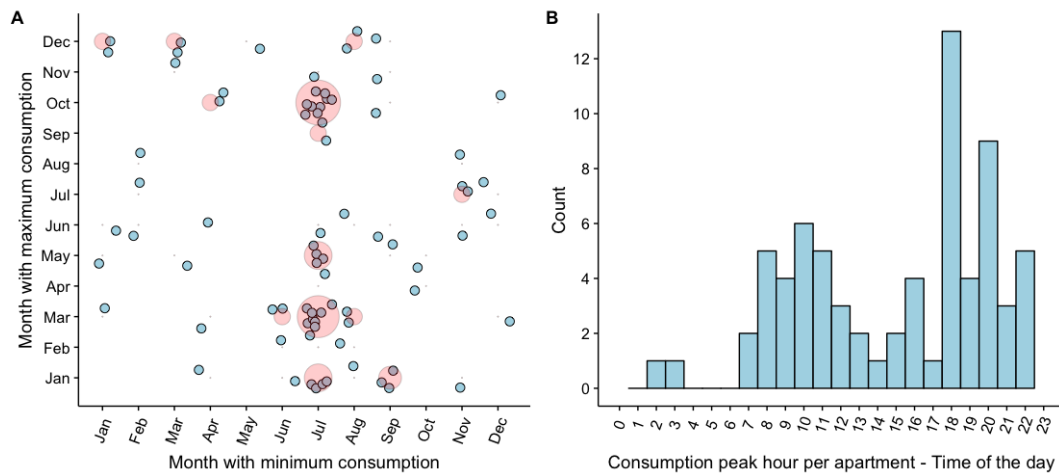 A
Month with maximum consumption
Dec
Nov
Oct
Sep
Aug
Jul
Jun
May
Apr
Mar
Feb
Jan
Jan Feb Mar Apr May Jun Jul Aug Sep Oct Nov Dec
Month with minimum consumption
B
Count
12
10
8
6
4
2
0
0 1 2 3 4 5 6 7 8 9 10 11 12 13 14 15 16 17 18 19 20 21 22 23
Consumption peak hour per apartment - Time of the day